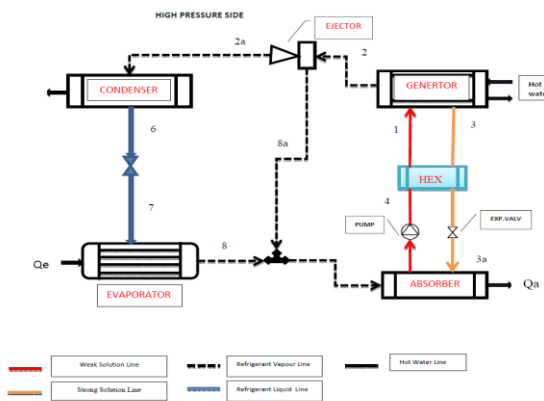 HIGH PRESSURE SIDE
EJECTOR
2a
2
CONDENSER
GENERTOR
Hot
water
6
1
3
8a
HEX
7
4
PUMP
EXP.VALV
8
3a
Qe
ABSORBER
Qa
EVAPORATOR
Weak Solution Line
Refrigerant Vapour Line
Hot Water Line
Strong Solution Line
Refrigerant Liquid Line